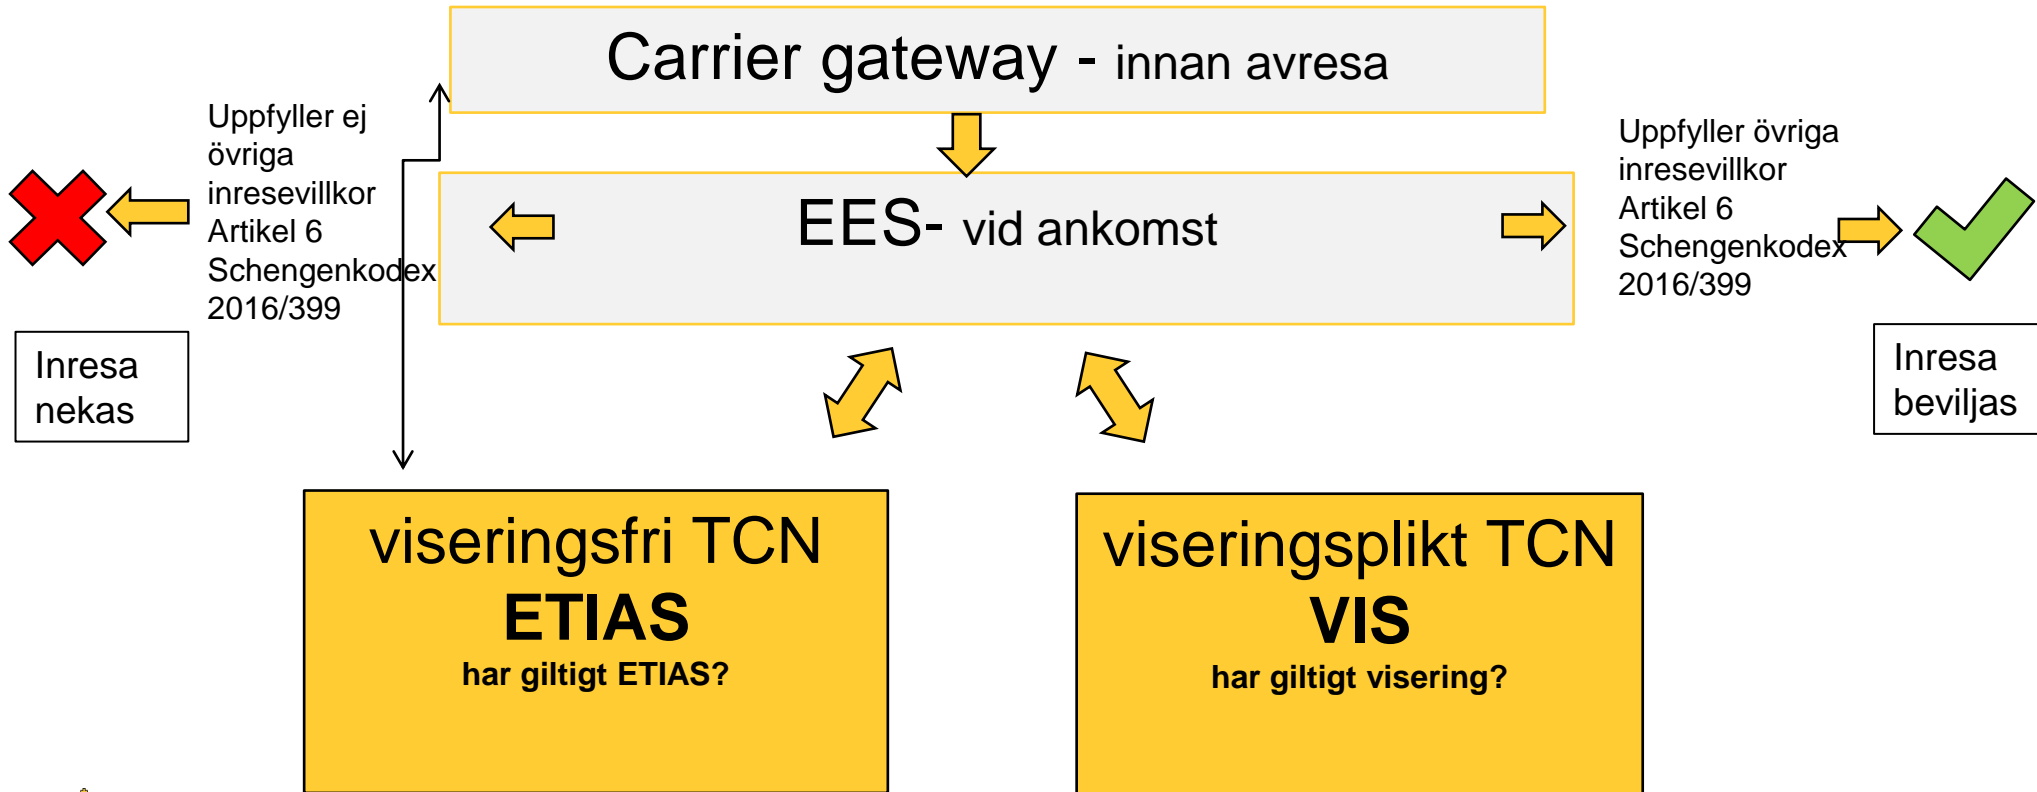 Carrier gateway - innan avresa
Uppfyller ej
övriga
inresevillkor
Artikel 6
Schengenkodex
2016/399
EES- vid ankomst
Uppfyller övriga
inresevillkor
Artikel 6
Schengenkodex
2016/399
Inresa
nekas
Inresa
beviljas
viseringsfri TCN
ETIAS
har giltigt ETIAS?
viseringsplikt TCN
VIS
har giltigt visering?